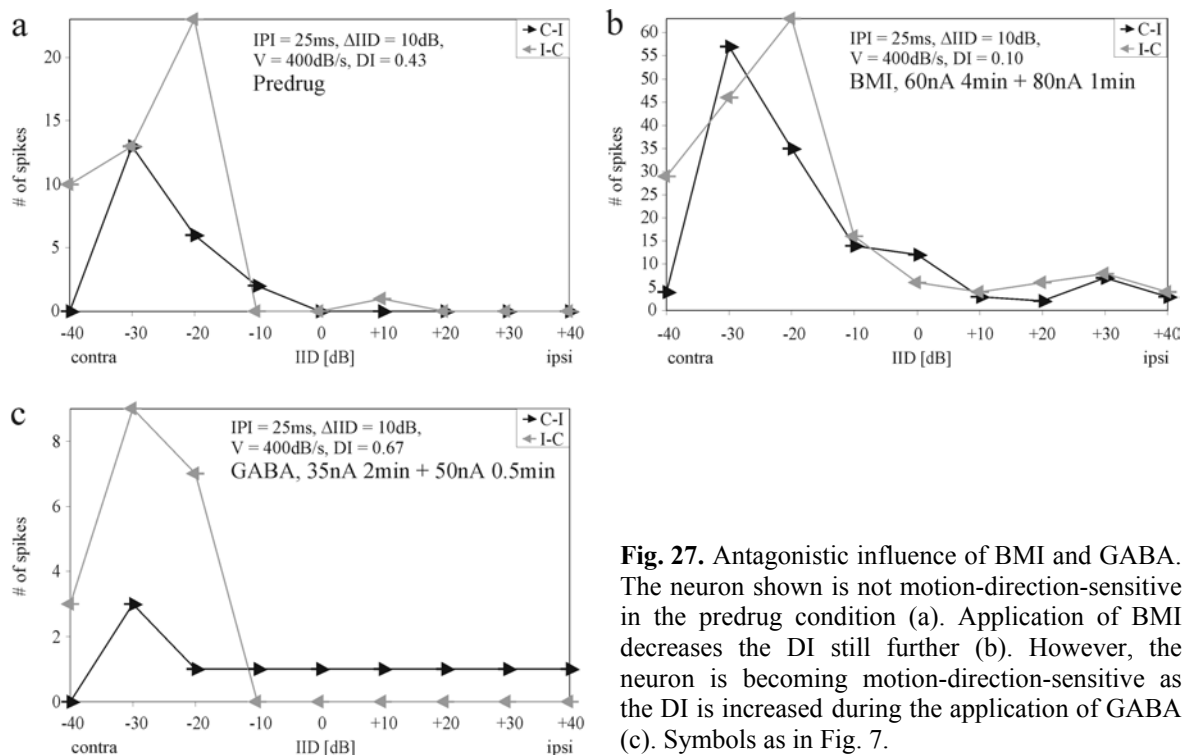 a
20
15
10
5
0
# of spikes
-40 -30 -20 -10 0 +10 +20 +30 +40
contra IID [dB] ipsi
IPI = 25ms, ΔIID = 10dB,
V = 400dB/s, DI = 0.43
Predrug
C-I
I-C
b
60
55
50
45
40
35
30
25
20
15
10
5
0
# of spikes
-40 -30 -20 -10 0 +10 +20 +30 +40
contra IID [dB] ipsi
IPI = 25ms, ΔIID = 10dB,
V = 400dB/s, DI = 0.10
BMI, 60nA 4min + 80nA 1min
C-I
I-C
c
8
6
4
2
0
# of spikes
-40 -30 -20 -10 0 +10 +20 +30 +40
contra IID [dB] ipsi
IPI = 25ms, ΔIID = 10dB,
V = 400dB/s, DI = 0.67
GABA, 35nA 2min + 50nA 0.5min
C-I
I-C
Fig. 27. Antagonistic influence of BMI and GABA.
The neuron shown is not motion-direction-sensitive
in the predrug condition (a). Application of BMI
decreases the DI still further (b). However, the
neuron is becoming motion-direction-sensitive as
the DI is increased during the application of GABA
(c). Symbols as in Fig. 7.